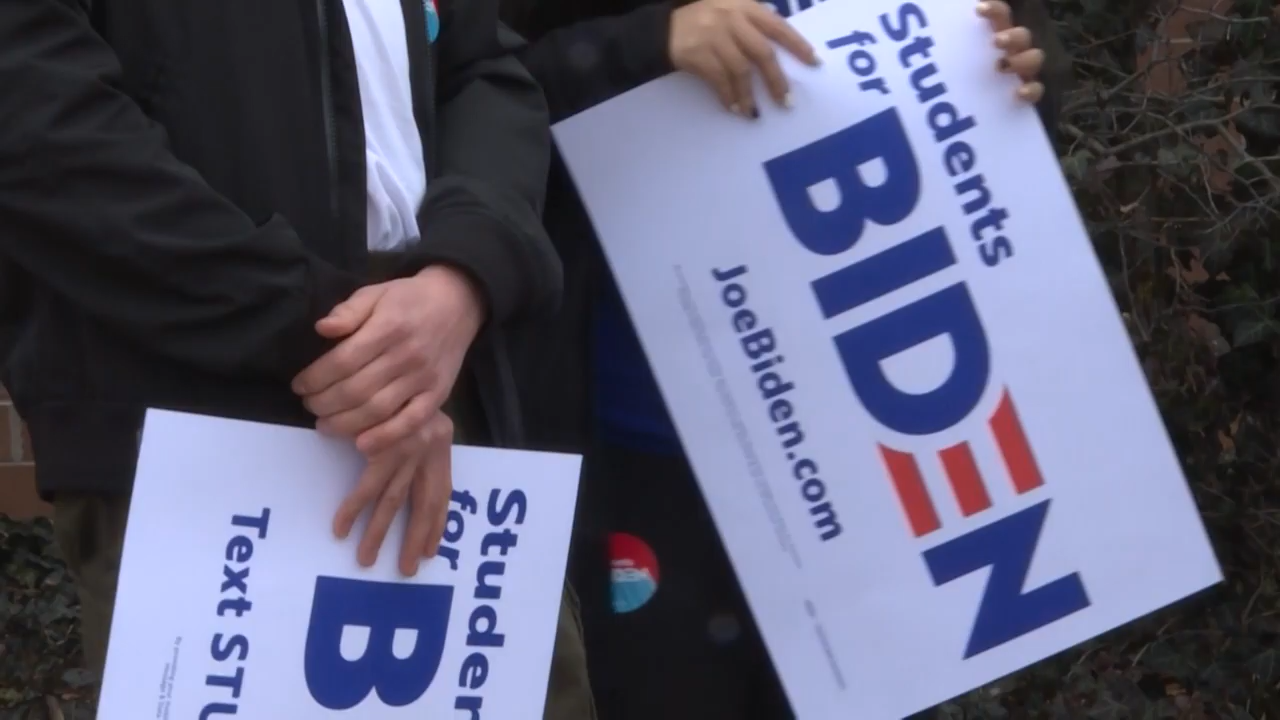 Students
for
BIDEN
JoeBiden.com
Studen
for
B
Text STU